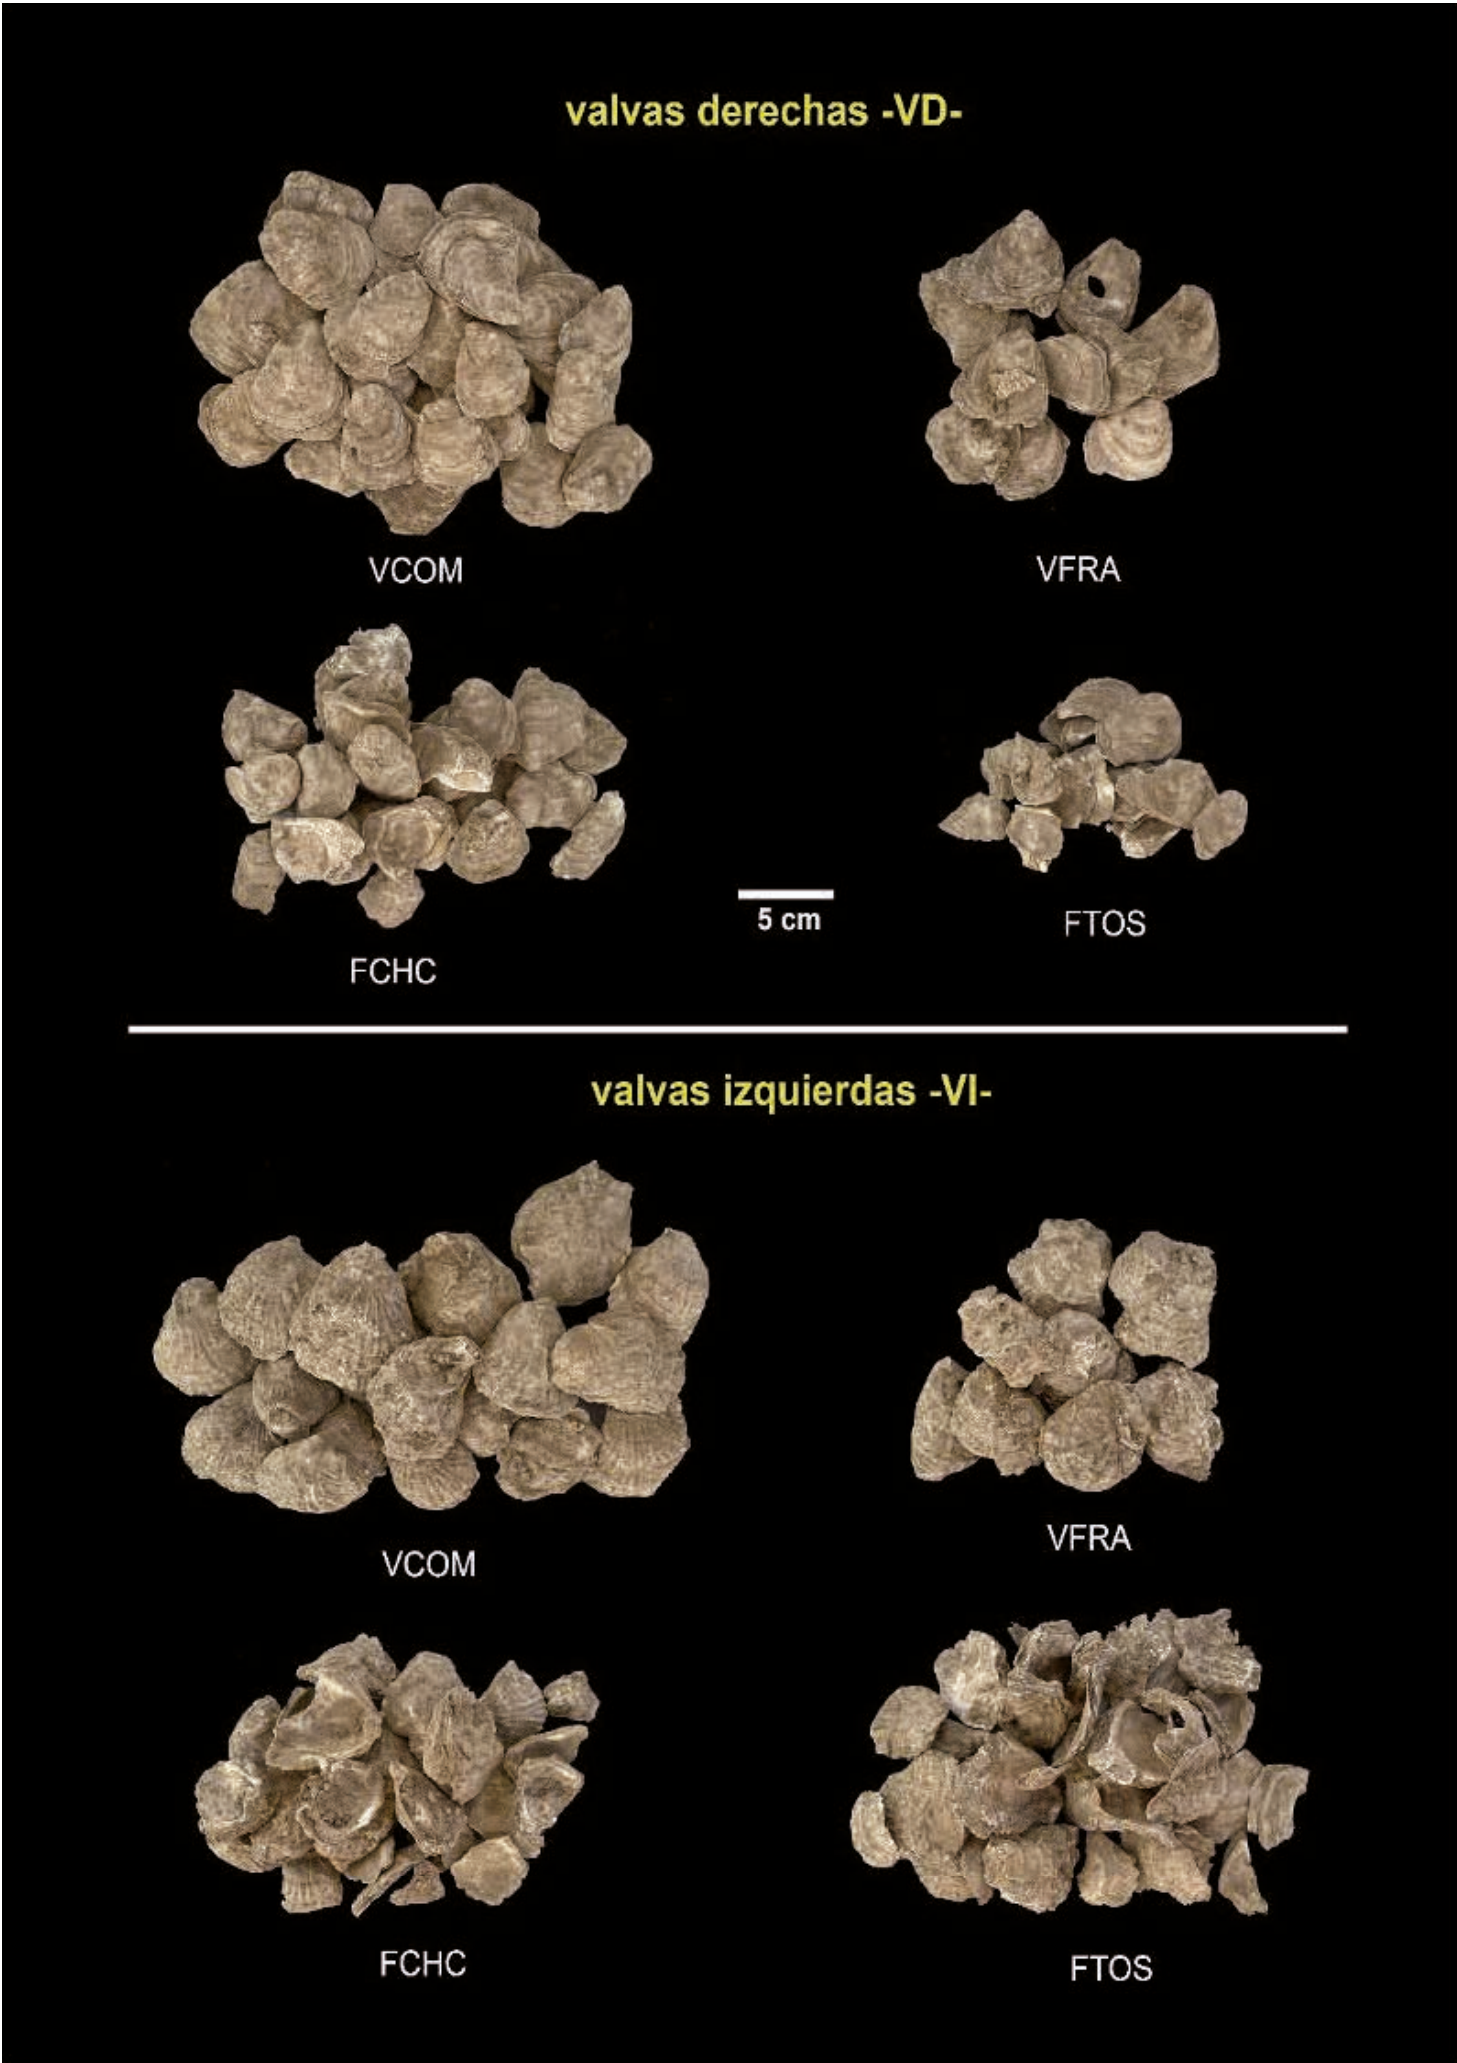 valvas derechas -VD-
VCOM
VFRA
FCHC
5 cm
FTOS
valvas izquierdas -VI-
VCOM
VFRA
FCHC
FTOS